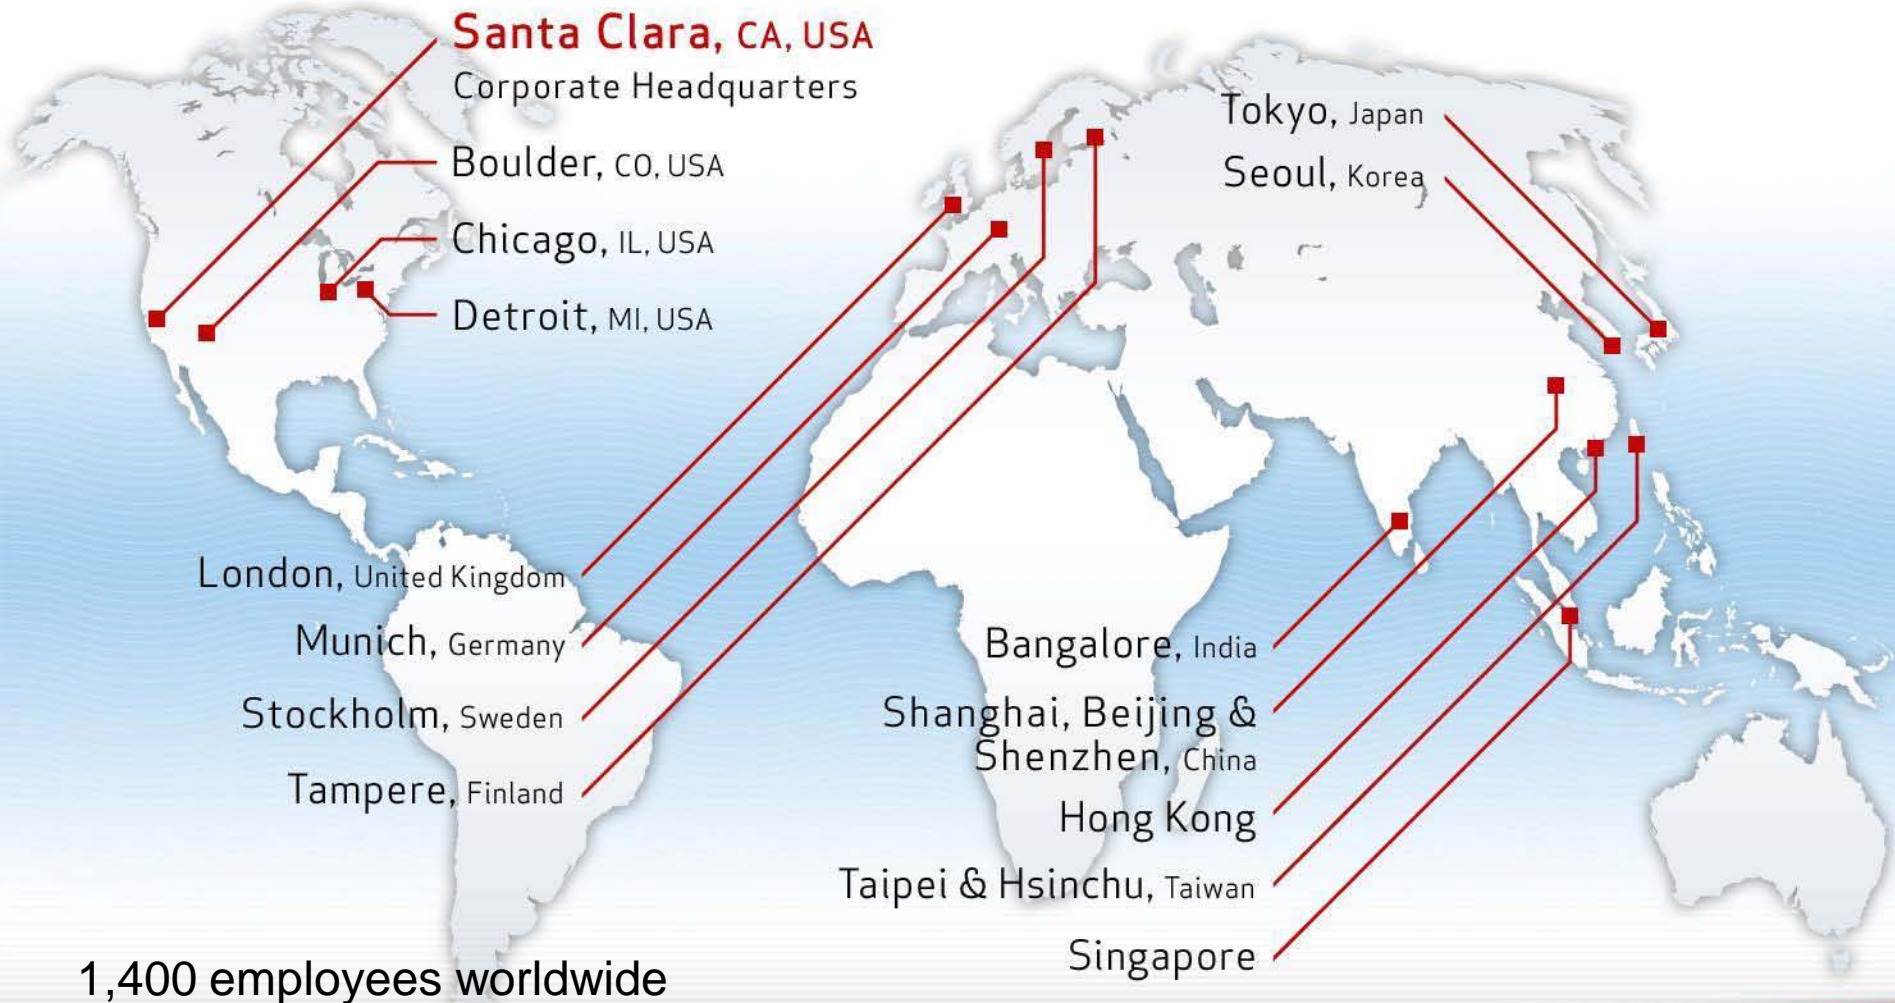 Santa Clara, CA, USA
Corporate Headquarters
Boulder, CO, USA
Chicago, IL, USA
Detroit, MI, USA
Tokyo, Japan
Seoul, Korea
London, United Kingdom
Munich, Germany
Stockholm, Sweden
Tampere, Finland
Bangalore, India
Shanghai, Beijing &
Shenzhen, China
Hong Kong
Taipei & Hsinchu, Taiwan
Singapore
1,400 employees worldwide